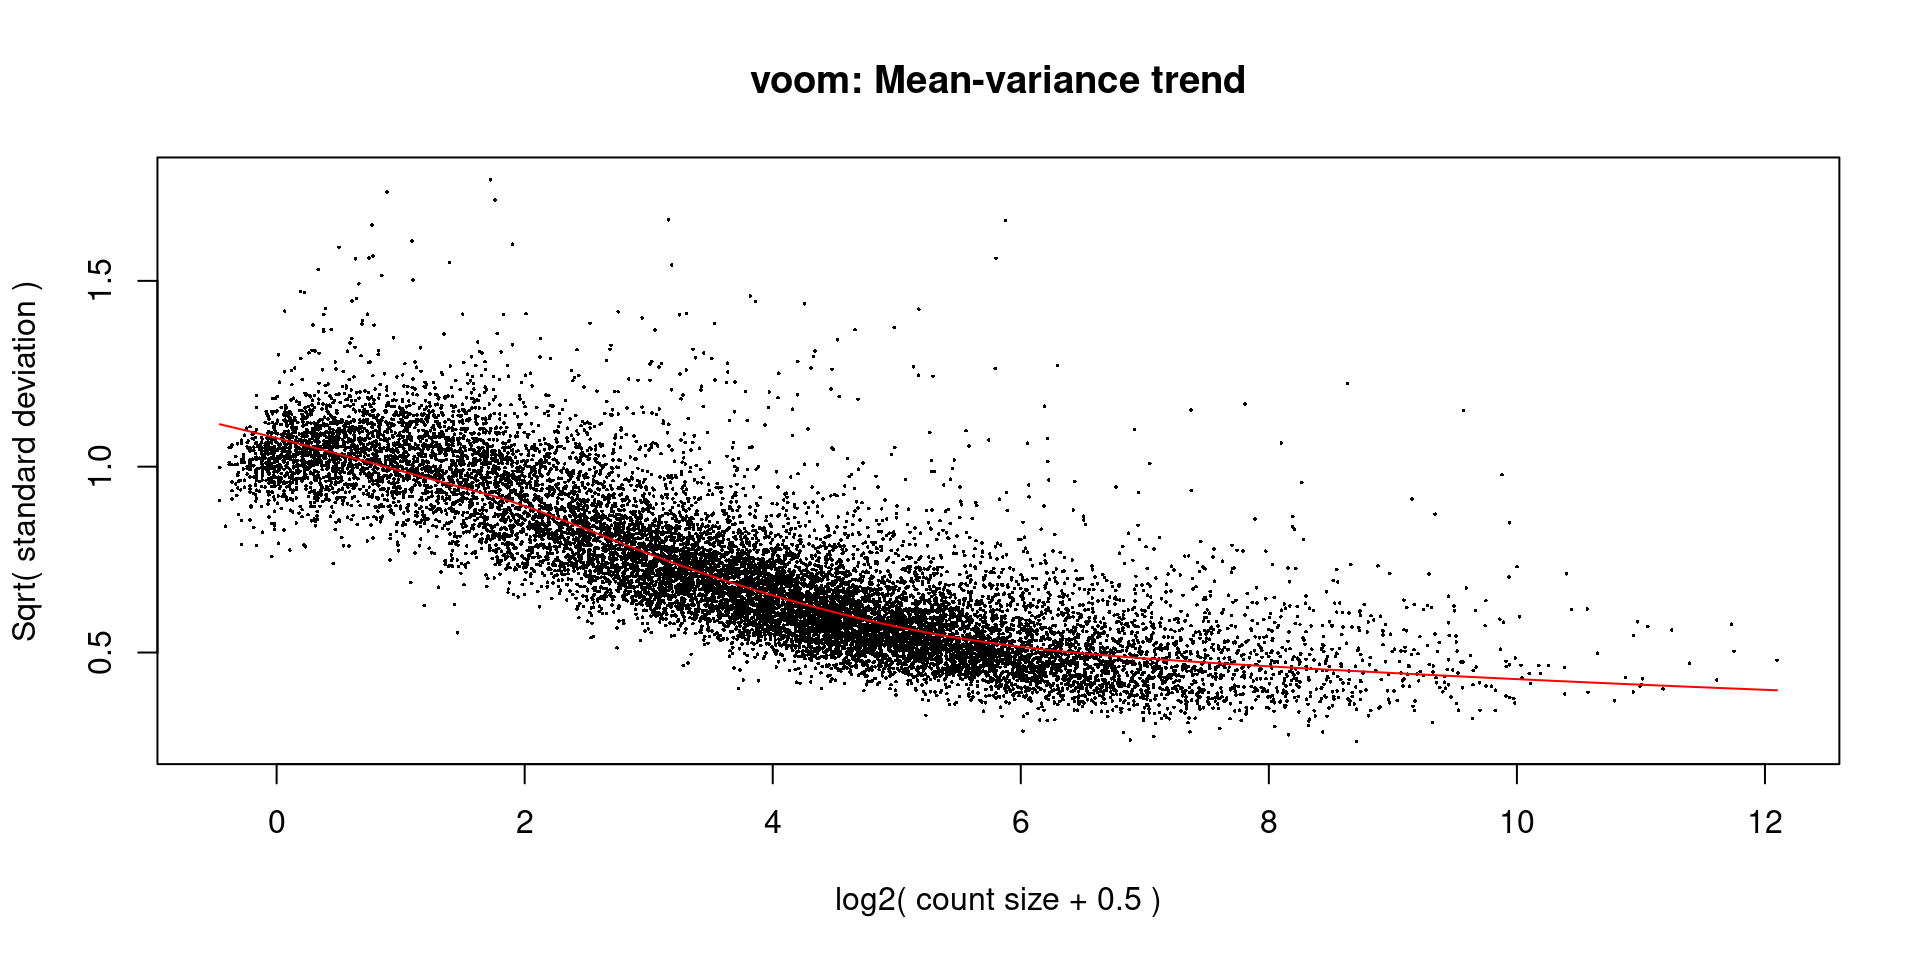 voom: Mean-variance trend
Sqrt( standard deviation )
1.5
1.0
0.5
0 2 4 6 8 10 12
log2( count size + 0.5 )